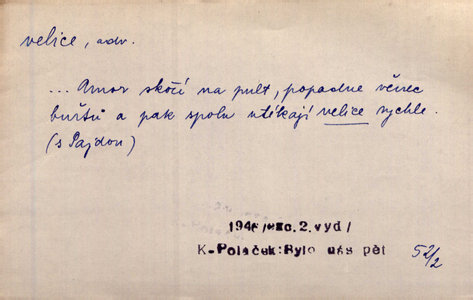 velice, adv.
... Amor skočí na pult, popadne věnec
buřtů a pak spolu utíkají velice rychle.
(s Pajdou)
1946 /exc. 2. vyd/
K. Poláček: Bylo nás pět 52/2